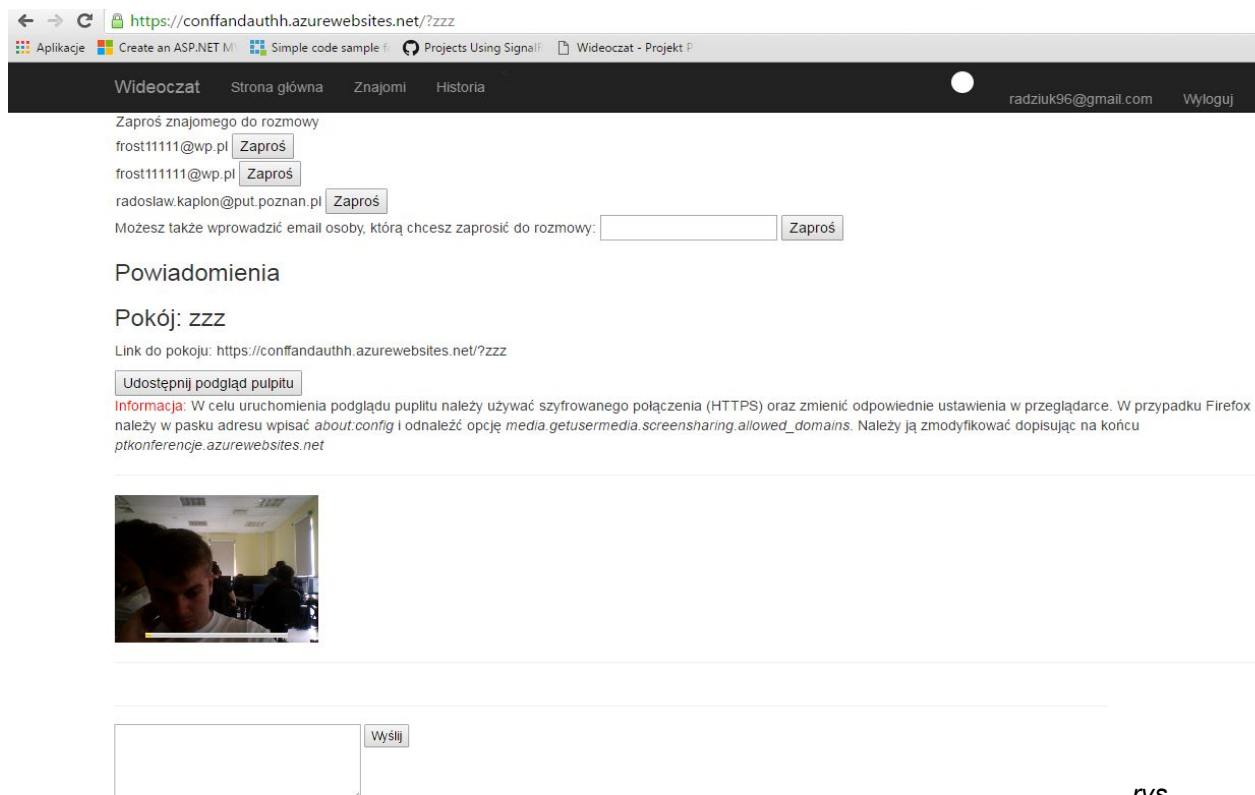 https://conffandauthh.azurewebsites.net/?zzz
Aplikacje Create an ASP.NET M Simple code sample f Projects Using Signal Wideoczat - Projekt P
Wideoczat Strona główna Znajomi Historia radziuk96@gmail.com Wyloguj
Zaproś znajomego do rozmowy
frost11111@wp.pl Zaproś
frost111111@wp.pl Zaproś
radoslaw.kaplon@put.poznan.pl Zaproś
Możesz także wprowadzić email osoby, którą chcesz zaprosić do rozmowy: Zaproś
Powiadomienia
Pokój: zzz
Link do pokoju: https://conffandauthh.azurewebsites.net/?zzz
Udostępnij podgląd pulpitu
Informacja: W celu uruchomienia podglądu puplitu należy używać szyfrowanego połączenia (HTTPS) oraz zmienić odpowiednie ustawienia w przeglądarce. W przypadku Firefox
należy w pasku adresu wpisać about:config i odnaleźć opcję media.getusermedia.screensharing.allowed_domains. Należy ją zmodyfikować dopisując na końcu
ptkonferencje.azurewebsites.net
Wyślij
rys